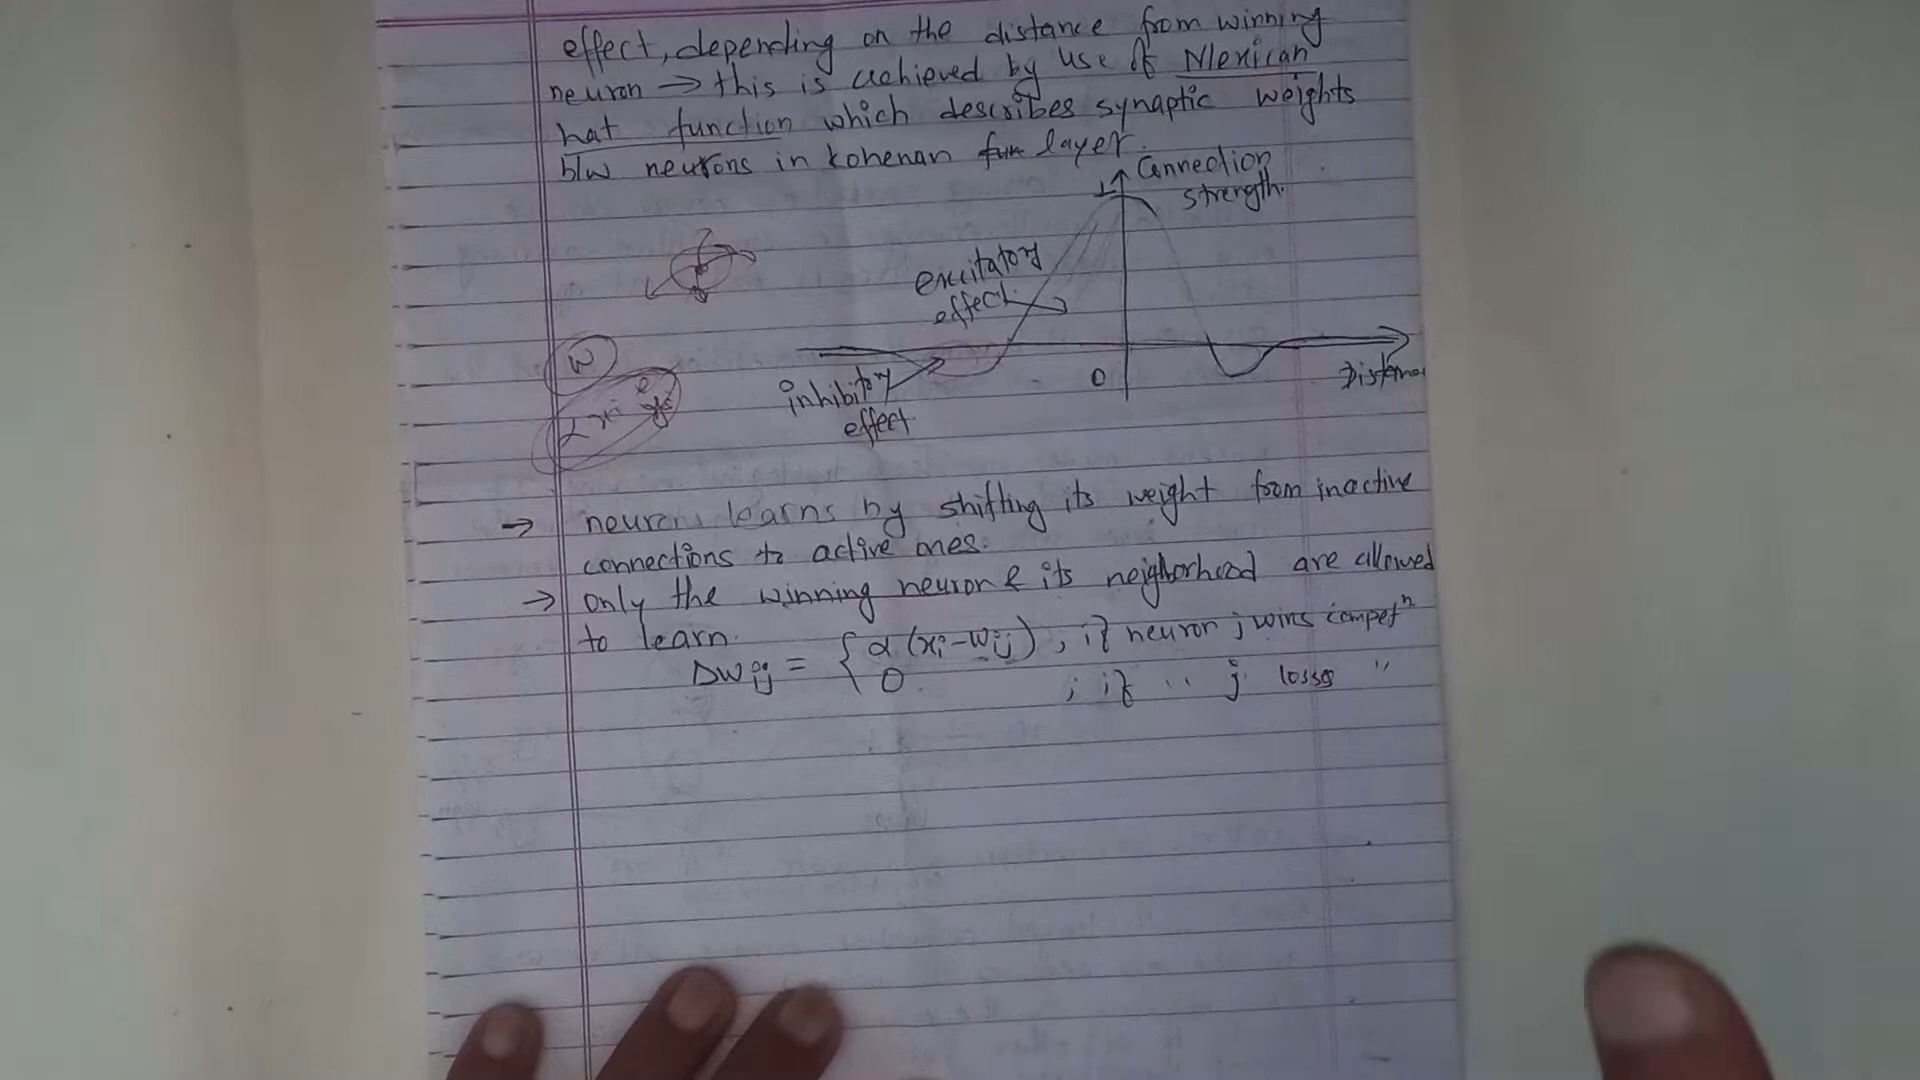 effect, depending on the distance from winning
neuron → this is achieved by use of Mexican
hat function which describes synaptic weights
b/w neurons in kohenan layer.
Connection
strength.
excitatory
effect.
W
0
Distance
inhibitory
effect.
→ neuron learns by shifting its weight from inactive
connections to active ones.
→ only the winning neuron & its neighborhood are allowed
to learn.
Δwij = { α (xi - wij) , if neuron j wins competⁿ
0 ; if " j loses "